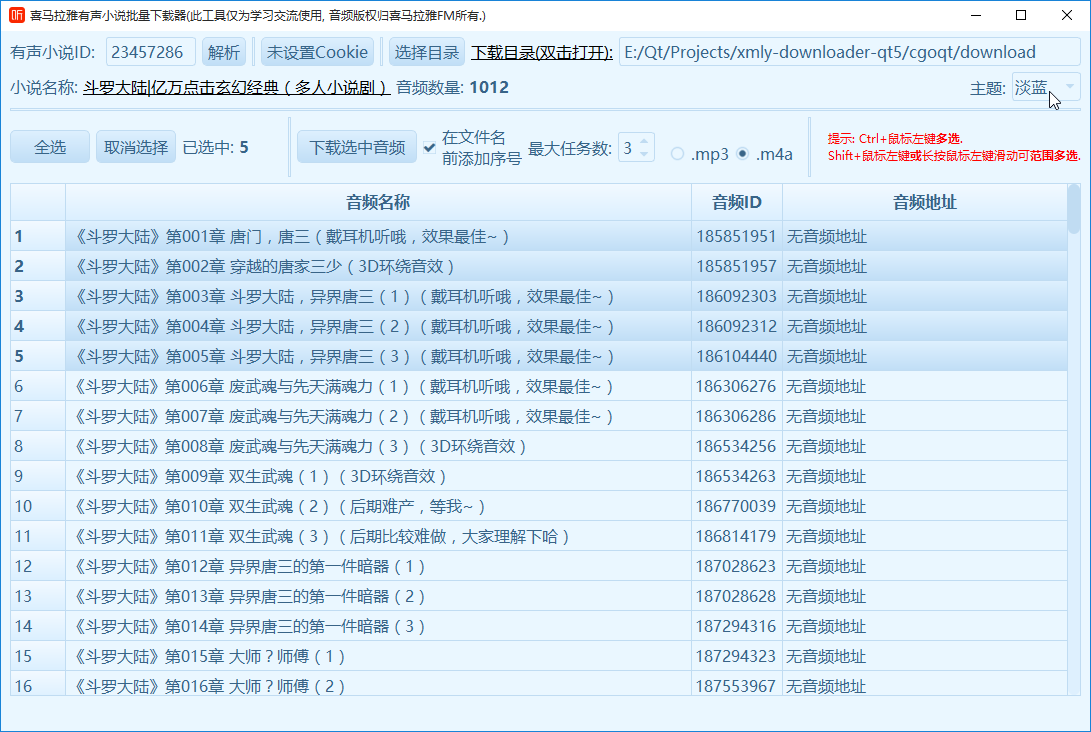 听 喜马拉雅有声小说批量下载器(此工具仅为学习交流使用, 音频版权归喜马拉雅FM所有.)
有声小说ID: 23457286 解析 未设置Cookie 选择目录 下载目录(双击打开): E:/Qt/Projects/xmly-downloader-qt5/cgoqt/download
小说名称: 斗罗大陆|亿万点击玄幻经典（多人小说剧） 音频数量: 1012 主题: 淡蓝
全选 取消选择 已选中: 5 下载选中音频 在文件名 前添加序号 最大任务数: 3 .mp3 .m4a
提示: Ctrl+鼠标左键多选.
Shift+鼠标左键或长按鼠标左键滑动可范围多选.
音频名称 音频ID 音频地址
1 《斗罗大陆》第001章 唐门，唐三（戴耳机听哦，效果最佳~） 185851951 无音频地址
2 《斗罗大陆》第002章 穿越的唐家三少（3D环绕音效） 185851957 无音频地址
3 《斗罗大陆》第003章 斗罗大陆，异界唐三（1）（戴耳机听哦，效果最佳~） 186092303 无音频地址
4 《斗罗大陆》第004章 斗罗大陆，异界唐三（2）（戴耳机听哦，效果最佳~） 186092312 无音频地址
5 《斗罗大陆》第005章 斗罗大陆，异界唐三（3）（戴耳机听哦，效果最佳~） 186104440 无音频地址
6 《斗罗大陆》第006章 废武魂与先天满魂力（1）（戴耳机听哦，效果最佳~） 186306276 无音频地址
7 《斗罗大陆》第007章 废武魂与先天满魂力（2）（戴耳机听哦，效果最佳~） 186306286 无音频地址
8 《斗罗大陆》第008章 废武魂与先天满魂力（3）（3D环绕音效） 186534256 无音频地址
9 《斗罗大陆》第009章 双生武魂（1）（3D环绕音效） 186534263 无音频地址
10 《斗罗大陆》第010章 双生武魂（2）（后期难产，等我~） 186770039 无音频地址
11 《斗罗大陆》第011章 双生武魂（3）（后期比较难做，大家理解下哈） 186814179 无音频地址
12 《斗罗大陆》第012章 异界唐三的第一件暗器（1） 187028623 无音频地址
13 《斗罗大陆》第013章 异界唐三的第一件暗器（2） 187028628 无音频地址
14 《斗罗大陆》第014章 异界唐三的第一件暗器（3） 187294316 无音频地址
15 《斗罗大陆》第015章 大师？师傅（1） 187294323 无音频地址
16 《斗罗大陆》第016章 大师？师傅（2） 187553967 无音频地址